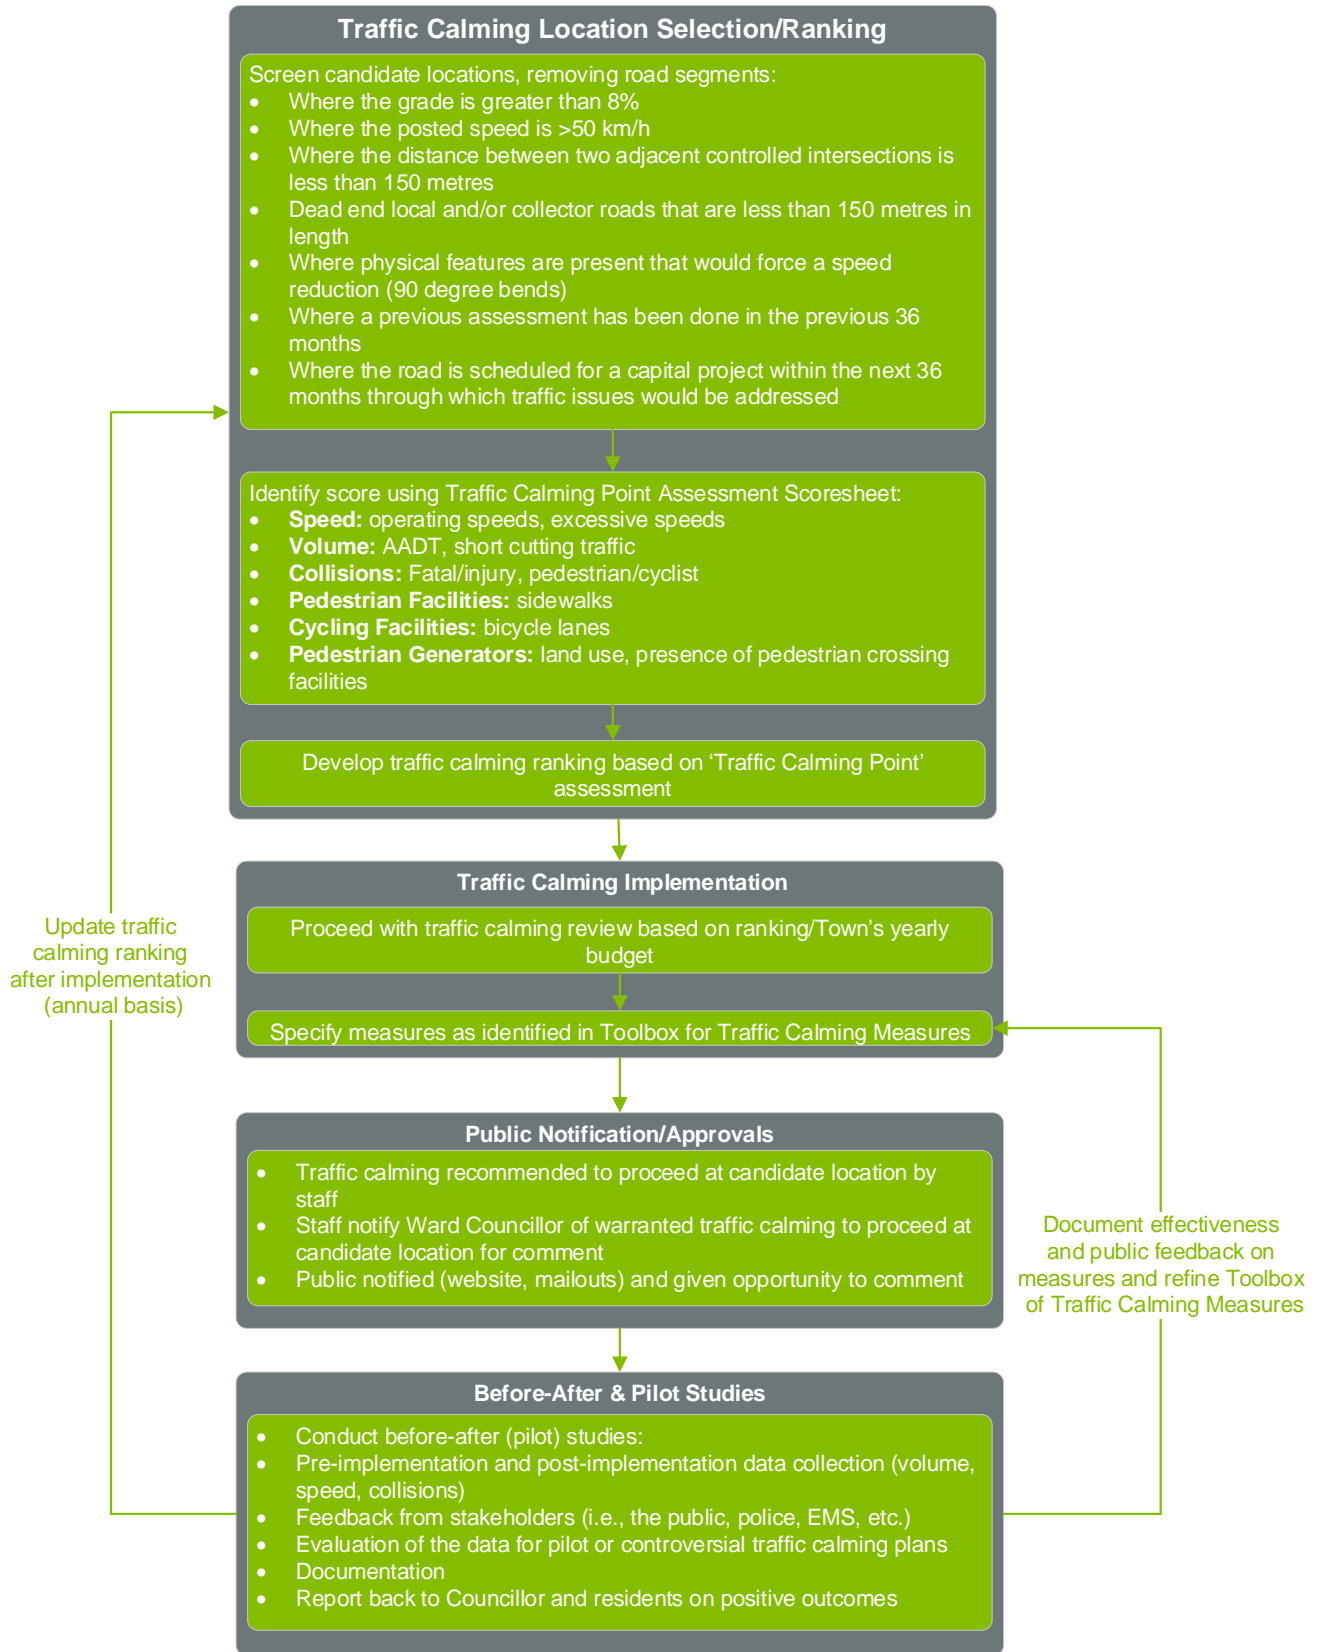 Traffic Calming Location Selection/Ranking
Screen candidate locations, removing road segments:
• Where the grade is greater than 8%
• Where the posted speed is >50 km/h
• Where the distance between two adjacent controlled intersections is
less than 150 metres
• Dead end local and/or collector roads that are less than 150 metres in
length
• Where physical features are present that would force a speed
reduction (90 degree bends)
• Where a previous assessment has been done in the previous 36
months
• Where the road is scheduled for a capital project within the next 36
months through which traffic issues would be addressed
Identify score using Traffic Calming Point Assessment Scoresheet:
• Speed: operating speeds, excessive speeds
• Volume: AADT, short cutting traffic
• Collisions: Fatal/injury, pedestrian/cyclist
• Pedestrian Facilities: sidewalks
• Cycling Facilities: bicycle lanes
• Pedestrian Generators: land use, presence of pedestrian crossing
facilities
Develop traffic calming ranking based on ‘Traffic Calming Point’
assessment
Traffic Calming Implementation
Proceed with traffic calming review based on ranking/Town's yearly
budget
Specify measures as identified in Toolbox for Traffic Calming Measures
Update traffic
calming ranking
after implementation
(annual basis)
Public Notification/Approvals
• Traffic calming recommended to proceed at candidate location by
staff
• Staff notify Ward Councillor of warranted traffic calming to proceed at
candidate location for comment
• Public notified (website, mailouts) and given opportunity to comment
Document effectiveness
and public feedback on
measures and refine Toolbox
of Traffic Calming Measures
Before-After & Pilot Studies
• Conduct before-after (pilot) studies:
• Pre-implementation and post-implementation data collection (volume,
speed, collisions)
• Feedback from stakeholders (i.e., the public, police, EMS, etc.)
• Evaluation of the data for pilot or controversial traffic calming plans
• Documentation
• Report back to Councillor and residents on positive outcomes